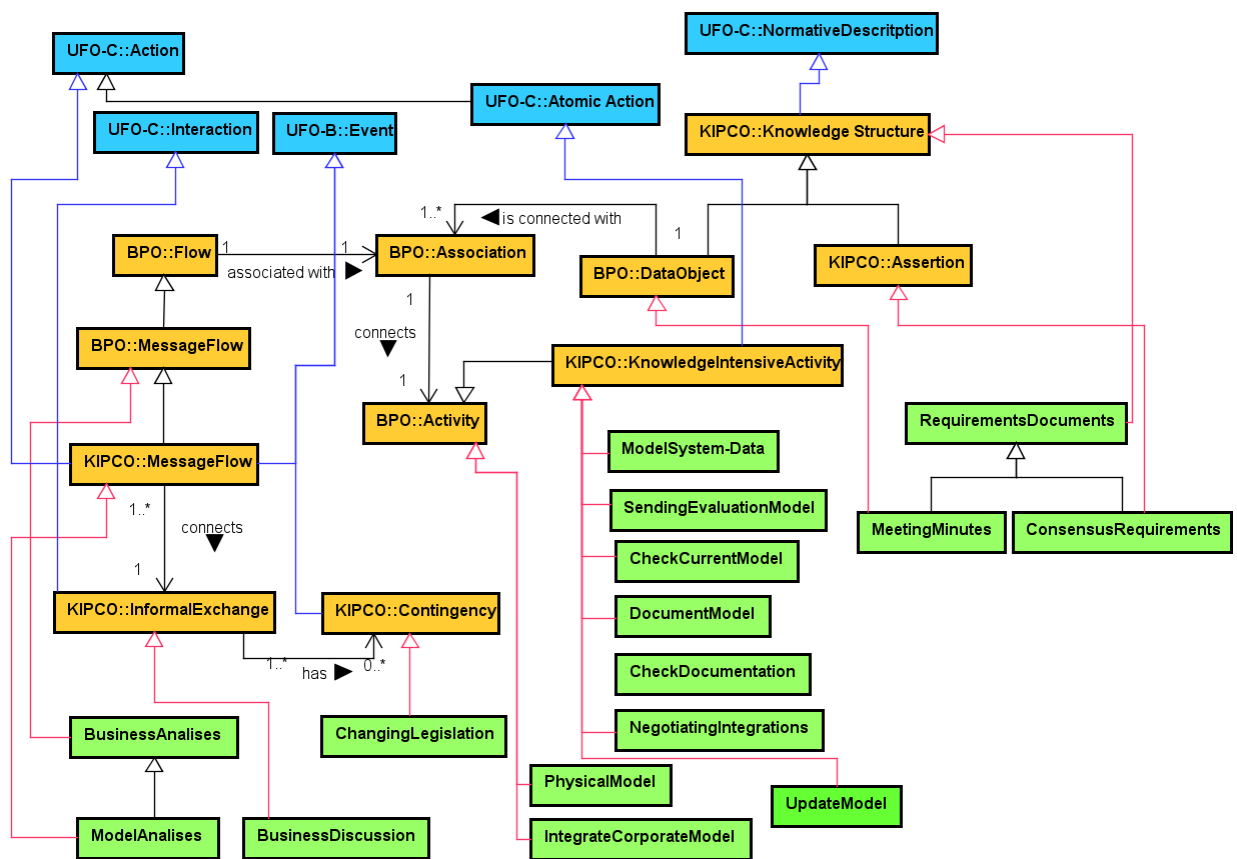 UFO-C::Action
UFO-C::NormativeDescritption
UFO-C::Atomic Action
UFO-C::Interaction
UFO-B::Event
KIPCO::Knowledge Structure
1..*
is connected with
1
BPO::Flow
1
1
BPO::Association
associated with
BPO::DataObject
KIPCO::Assertion
1
connects
BPO::MessageFlow
1
KIPCO::KnowledgeIntensiveActivity
BPO::Activity
RequirementsDocuments
KIPCO::MessageFlow
ModelSystem-Data
1..*
connects
SendingEvaluationModel
MeetingMinutes
ConsensusRequirements
1
CheckCurrentModel
KIPCO::InformalExchange
KIPCO::Contingency
DocumentModel
1..*
has
0..*
CheckDocumentation
BusinessAnalises
ChangingLegislation
NegotiatingIntegrations
PhysicalModel
UpdateModel
ModelAnalises
BusinessDiscussion
IntegrateCorporateModel